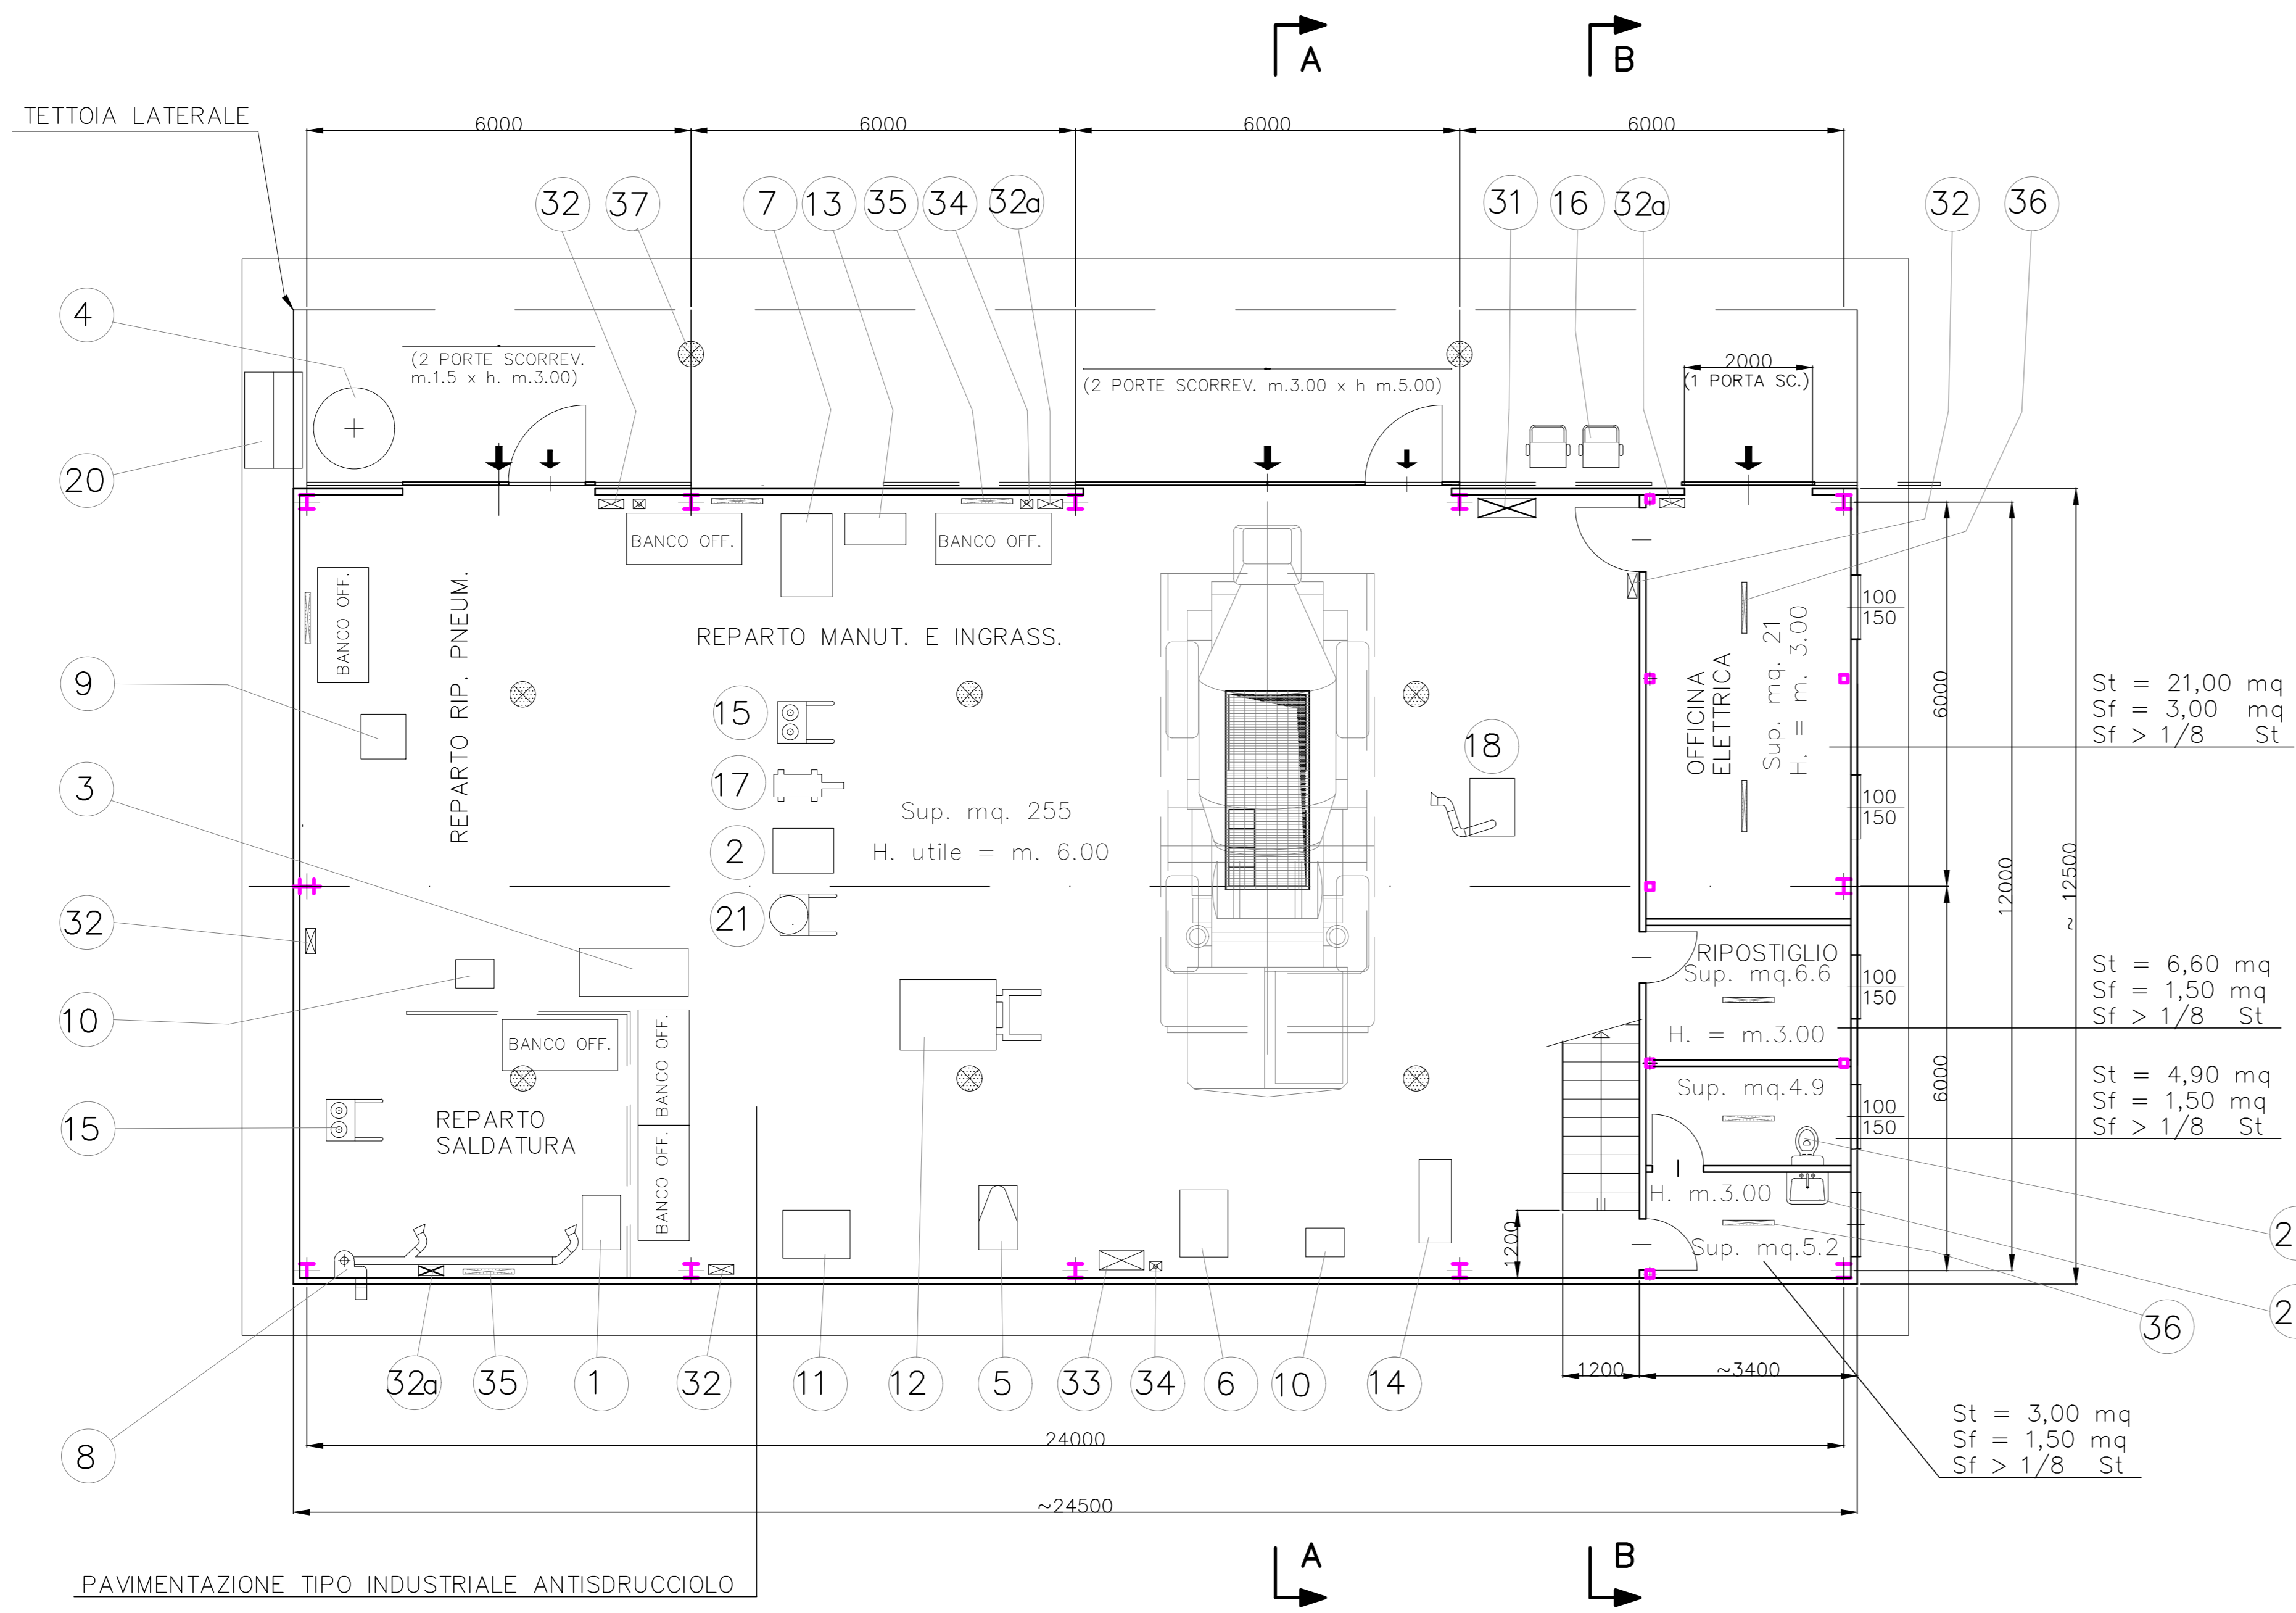 A
B
TETTOIA LATERALE
6000
6000
6000
6000
32
37
7
13
35
34
32a
31
16
32a
32
36
4
(2 PORTE SCORREV.
m.1.5 x h. m.3.00)
(2 PORTE SCORREV. m.3.00 x h m.5.00)
2000
(1 PORTA SC.)
20
BANCO OFF.
BANCO OFF.
BANCO OFF.
REPARTO RIP. PNEUM.
REPARTO MANUT. E INGRASS.
100
150
OFFICINA
ELETTRICA
Sup. mq. 21
H. = m. 3.00
6000
12000
~ 12500
St = 21,00 mq
Sf = 3,00 mq
Sf > 1/8 St
9
15
18
3
17
Sup. mq. 255
100
150
2
H. utile = m. 6.00
21
32
10
RIPOSTIGLIO
Sup. mq.6.6
100
150
H. = m.3.00
St = 6,60 mq
Sf = 1,50 mq
Sf > 1/8 St
BANCO OFF.
BANCO OFF.
BANCO OFF.
6000
Sup. mq.4.9
100
150
St = 4,90 mq
Sf = 1,50 mq
Sf > 1/8 St
15
REPARTO
SALDATURA
H. m.3.00
Sup. mq.5.2
1200
2
2
36
32a
35
1
32
11
12
5
33
34
6
10
14
1200
~3400
8
24000
St = 3,00 mq
Sf = 1,50 mq
Sf > 1/8 St
~24500
A
B
PAVIMENTAZIONE TIPO INDUSTRIALE ANTISDRUCCIOLO